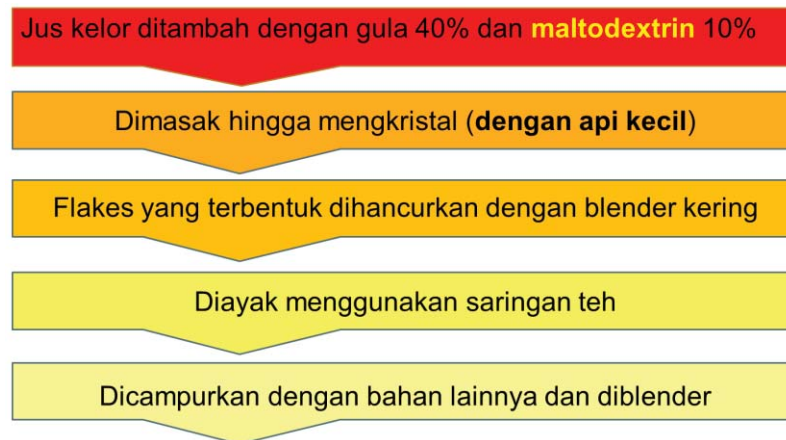 Jus kelor ditambah dengan gula 40% dan maltodextrin 10%
Dimasak hingga mengkristal (dengan api kecil)
Flakes yang terbentuk dihancurkan dengan blender kering
Diayak menggunakan saringan teh
Dicampurkan dengan bahan lainnya dan diblender